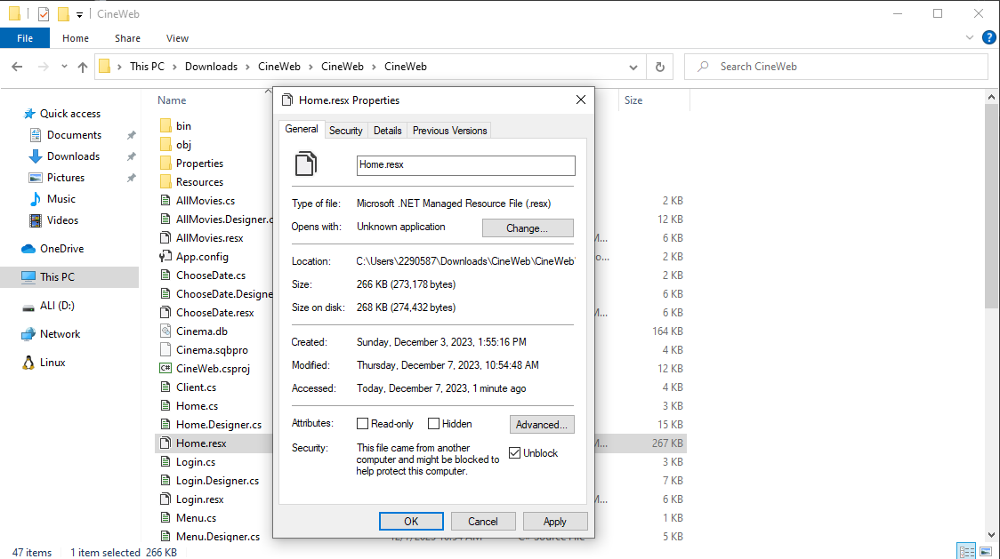 CineWeb
File Home Share View
This PC Downloads CineWeb CineWeb CineWeb
Search CineWeb
Quick access
Documents
Downloads
Pictures
Music
Videos
OneDrive
This PC
ALI (D:)
Network
Linux
Name
Size
bin
obj
Properties
Resources
AllMovies.cs 2 KB
AllMovies.Designer.c 6 KB
AllMovies.resx M... 6 KB
App.config o... 2 KB
ChooseDate.cs 2 KB
ChooseDate.Designe 6 KB
ChooseDate.resx M... 6 KB
Cinema.db 164 KB
Cinema.sqbpro 4 KB
C# CineWeb.csproj 12 KB
Client.cs 4 KB
Home.cs 3 KB
Home.Designer.cs 15 KB
Home.resx M... 267 KB
Login.cs 3 KB
Login.Designer.cs 7 KB
Login.resx M... 6 KB
Menu.cs 1 KB
Menu.Designer.cs 5 KB
Home.resx Properties
General Security Details Previous Versions
Home.resx
Type of file: Microsoft .NET Managed Resource File (.resx)
Opens with: Unknown application Change...
Location: C:\Users\2290587\Downloads\CineWeb\CineWeb\
Size: 266 KB (273,178 bytes)
Size on disk: 268 KB (274,432 bytes)
Created: Sunday, December 3, 2023, 1:55:16 PM
Modified: Thursday, December 7, 2023, 10:54:48 AM
Accessed: Today, December 7, 2023, 1 minute ago
Attributes: Read-only Hidden Advanced...
Security: This file came from another
computer and might be blocked to
help protect this computer.
Unblock
OK Cancel Apply
47 items 1 item selected 266 KB